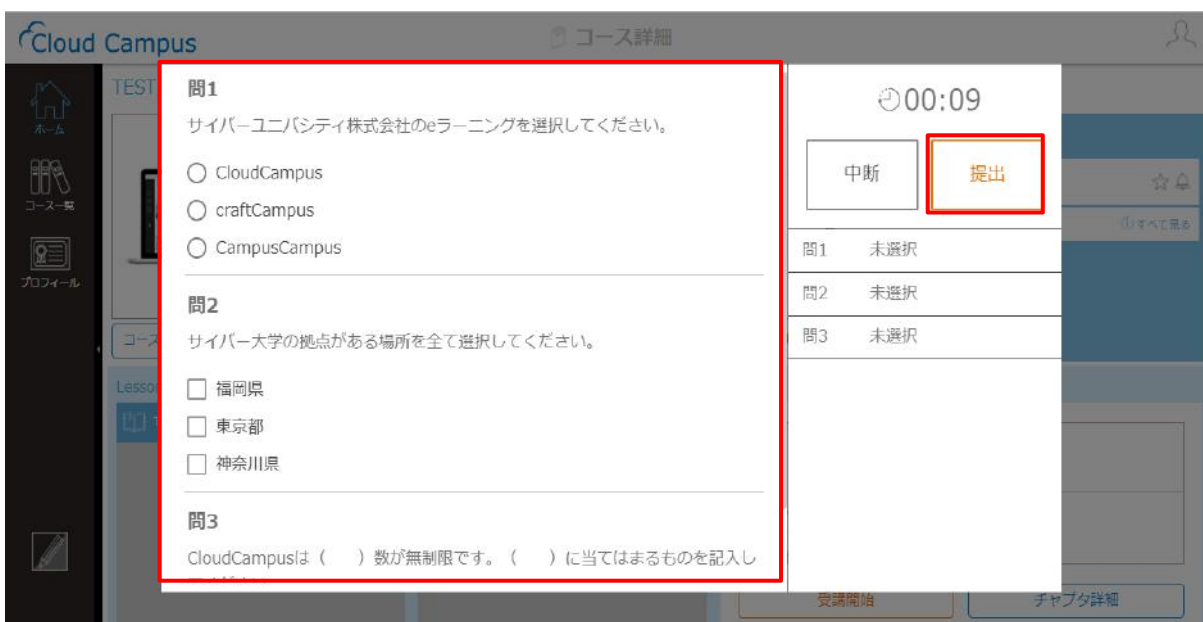 Cloud Campus
コース詳細
ホーム
コース一覧
プロフィール
TEST
コース
Lesson
問1
サイバーユニバシティ株式会社のeラーニングを選択してください。
CloudCampus
craftCampus
CampusCampus
問2
サイバー大学の拠点がある場所を全て選択してください。
福岡県
東京都
神奈川県
問3
CloudCampusは（　　）数が無制限です。（　　）に当てはまるものを記入し
00:09
中断
提出
問1 未選択
問2 未選択
問3 未選択
すべて見る
受講開始
チャプタ詳細